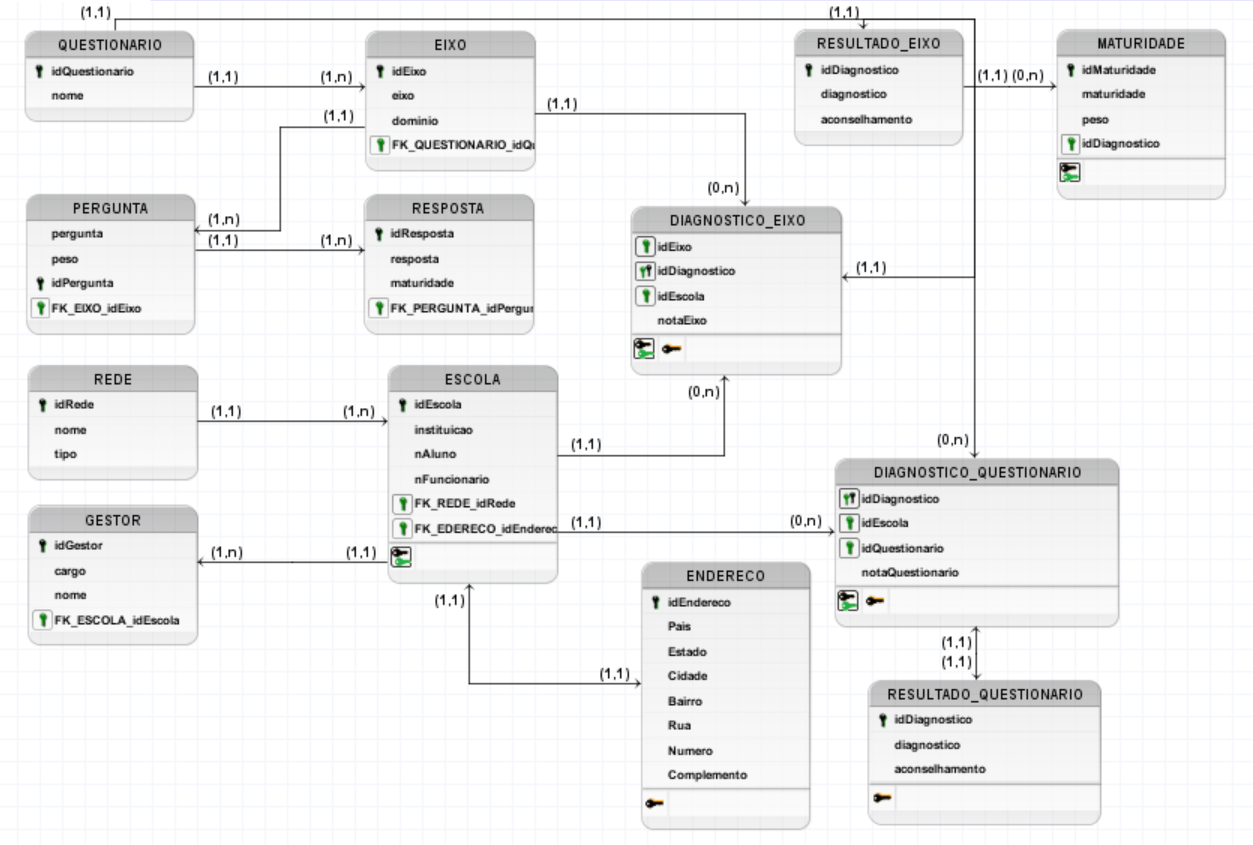 (1,1)
(1,1)
QUESTIONARIO
idQuestionario
nome
(1,1)
(1,n)
EIXO
idEixo
eixo
dominio
FK_QUESTIONARIO_idQu
(1,1)
(1,1)
RESULTADO_EIXO
idDiagnostico
diagnostico
aconselhamento
(1,1) (0,n)
MATURIDADE
idMaturidade
maturidade
peso
idDiagnostico
PERGUNTA
pergunta
peso
idPergunta
FK_EIXO_idEixo
(1,n)
(1,1)
(1,n)
RESPOSTA
idResposta
resposta
maturidade
FK_PERGUNTA_idPergun
(0,n)
DIAGNOSTICO_EIXO
idEixo
idDiagnostico
idEscola
notaEixo
(1,1)
(0,n)
REDE
idRede
nome
tipo
(1,1)
(1,n)
ESCOLA
idEscola
instituicao
nAluno
nFuncionario
FK_REDE_idRede
FK_EDERECO_idEnderec
(1,1)
(1,1)
(0,n)
(0,n)
DIAGNOSTICO_QUESTIONARIO
idDiagnostico
idEscola
idQuestionario
notaQuestionario
GESTOR
idGestor
cargo
nome
FK_ESCOLA_idEscola
(1,n)
(1,1)
(1,1)
(1,1)
ENDERECO
idEndereco
Pais
Estado
Cidade
Bairro
Rua
Numero
Complemento
(1,1)
(1,1)
RESULTADO_QUESTIONARIO
idDiagnostico
diagnostico
aconselhamento